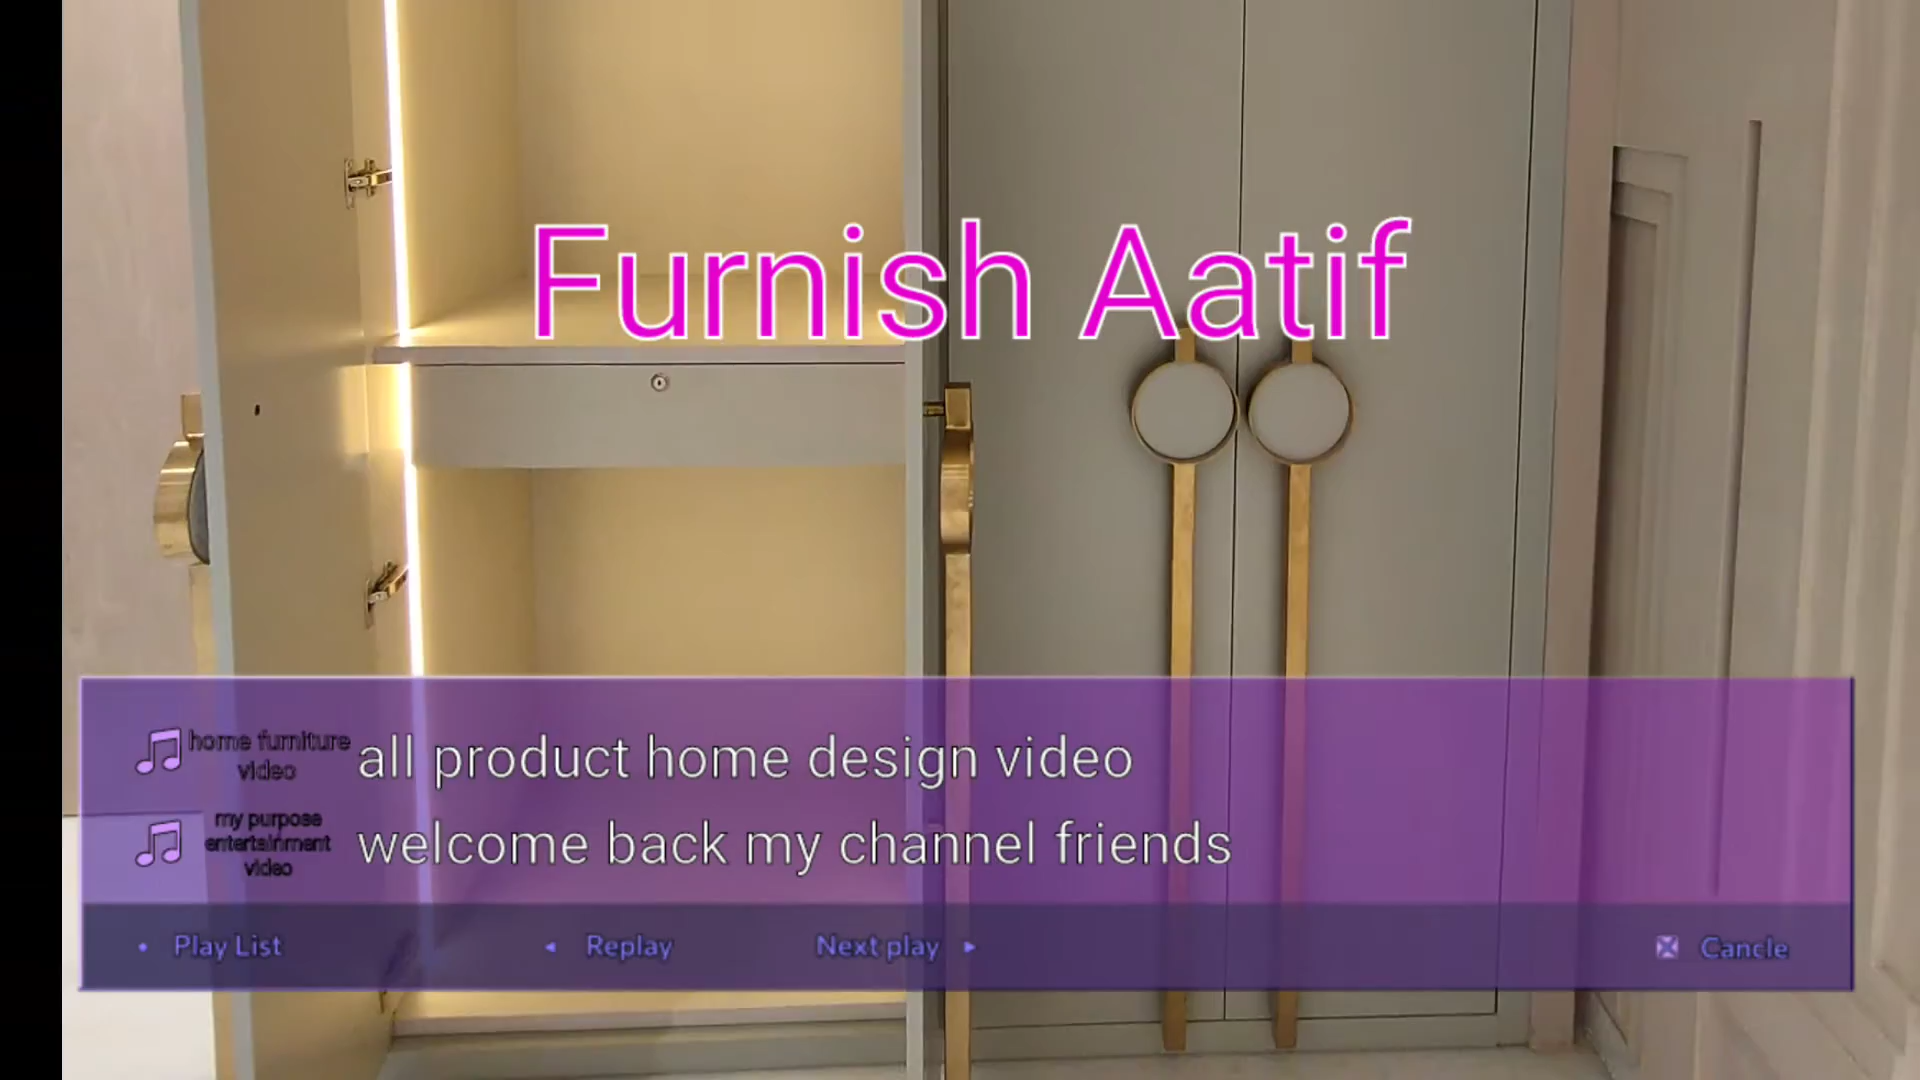 Furnish Aatif
home furniture
video
all product home design video
my purpose
entertainment
video
welcome back my channel friends
Play List
Replay
Next play
Cancle